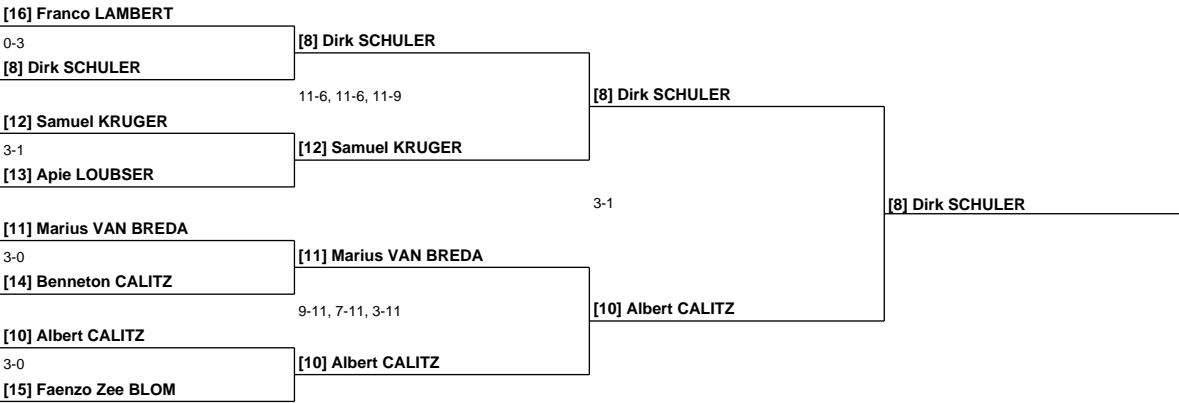 [16] Franco LAMBERT
0-3
[8] Dirk SCHULER
[8] Dirk SCHULER
11-6, 11-6, 11-9
[8] Dirk SCHULER
[12] Samuel KRUGER
3-1
[12] Samuel KRUGER
[13] Apie LOUBSER
3-1
[8] Dirk SCHULER
[11] Marius VAN BREDA
3-0
[11] Marius VAN BREDA
[14] Benneton CALITZ
9-11, 7-11, 3-11
[10] Albert CALITZ
[10] Albert CALITZ
3-0
[10] Albert CALITZ
[15] Faenzo Zee BLOM